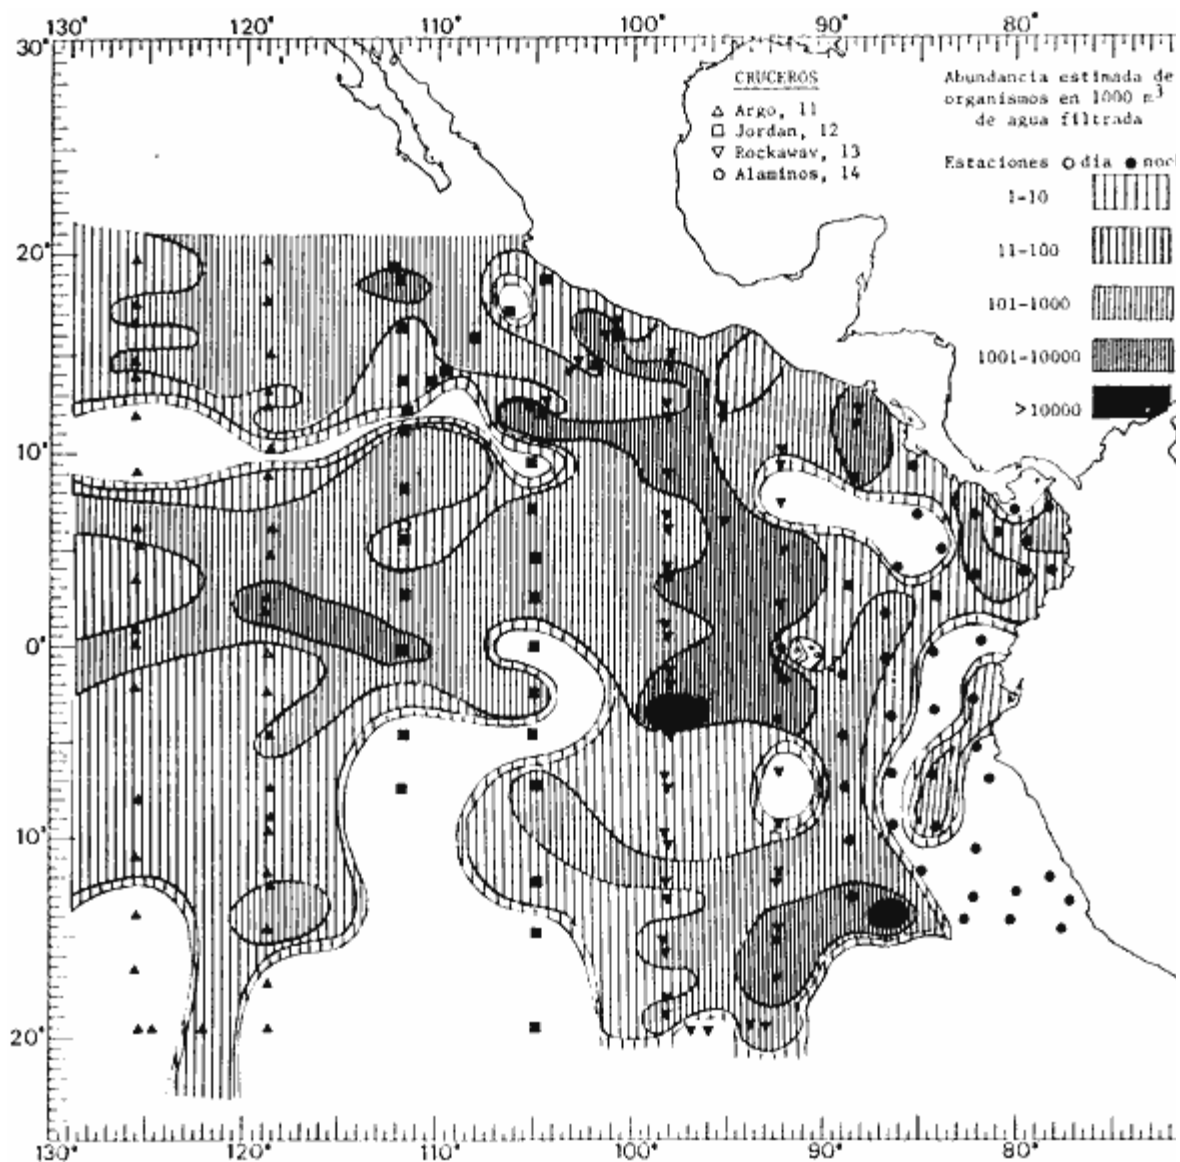 130° 120° 110° 100° 90° 80°
30°
CRUCEROS
Argo, 11
Jordan, 12
Rockaway, 13
Alaminos, 14
Abundancia estimada de
organismos en 1000 m³
de agua filtrada
Estaciones día noc
1-10
11-100
101-1000
1001-10000
>10000
20°
10°
0°
10°
20°
130° 120° 110° 100° 90° 80°